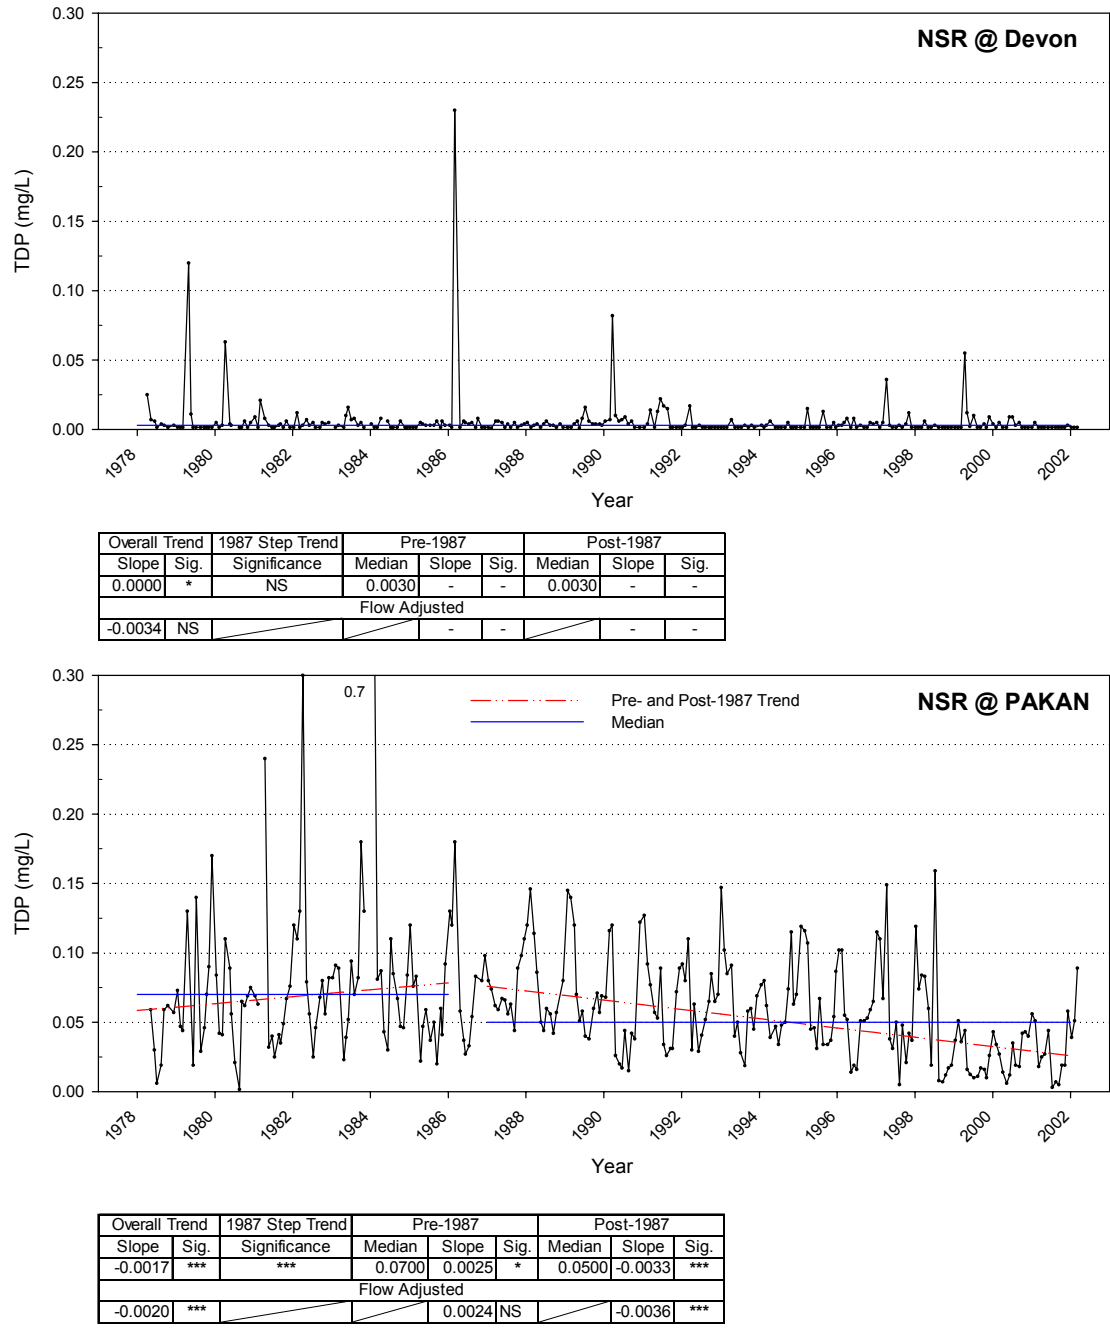 0.30
NSR @ Devon
0.25
0.20
0.15
0.10
0.05
0.00
TDP (mg/L)
1978 1980 1982 1984 1986 1988 1990 1992 1994 1996 1998 2000 2002
Year
Overall Trend 1987 Step Trend Pre-1987 Post-1987
Slope Sig. Significance Median Slope Sig. Median Slope Sig.
0.0000 * NS 0.0030 - - 0.0030 - -
Flow Adjusted
-0.0034 NS - - - -
0.30
0.7
Pre- and Post-1987 Trend
NSR @ PAKAN
Median
0.25
0.20
0.15
0.10
0.05
0.00
TDP (mg/L)
1978 1980 1982 1984 1986 1988 1990 1992 1994 1996 1998 2000 2002
Year
Overall Trend 1987 Step Trend Pre-1987 Post-1987
Slope Sig. Significance Median Slope Sig. Median Slope Sig.
-0.0017 *** *** 0.0700 0.0025 * 0.0500 -0.0033 ***
Flow Adjusted
-0.0020 *** 0.0024 NS -0.0036 ***